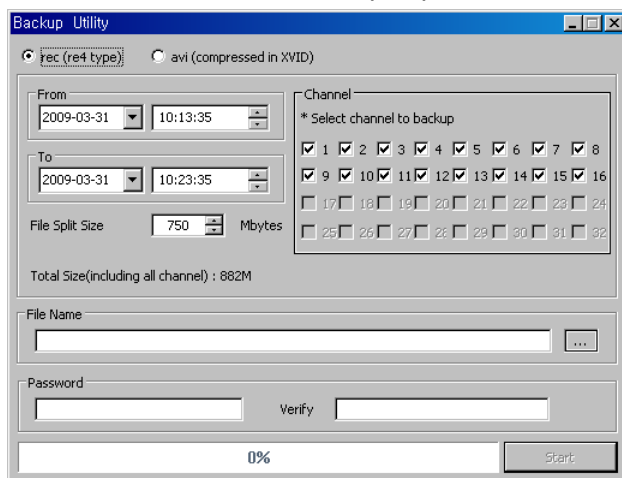 Backup Utility
rec (re4 type) avi (compressed in XVID)
From
2009-03-31 10:13:35
To
2009-03-31 10:23:35
File Split Size 750 Mbytes
Total Size(including all channel) : 882M
Channel
* Select channel to backup
1 2 3 4 5 6 7 8
9 10 11 12 13 14 15 16
17 18 19 20 21 22 23 24
25 26 27 28 29 30 31 32
File Name
...
Password
Verify
0% Start